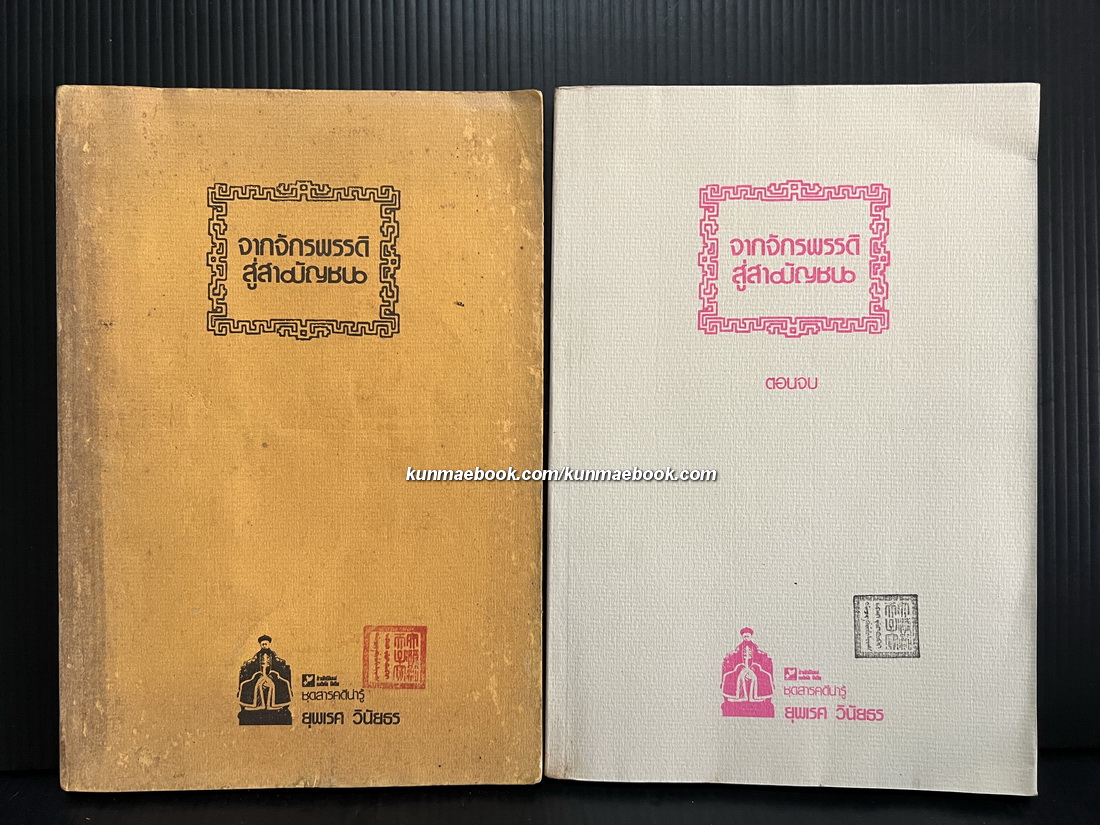 จากจักรพรรดิ
สู่สามัญชน
ชุดสารคดีน่ารู้
ยุพเรศ วินัยธร
จากจักรพรรดิ
สู่สามัญชน
ตอนจบ
ชุดสารคดีน่ารู้
ยุพเรศ วินัยธร
kunmaebook.com/kunmaebook.com